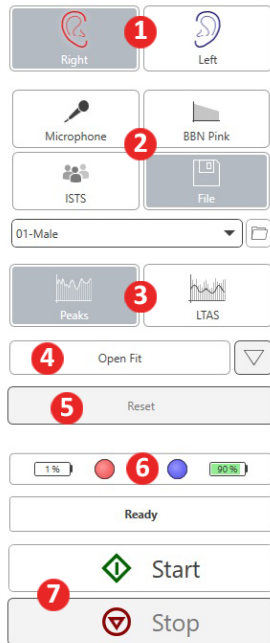 1
Right Left
Microphone BBN Pink
2
ISTS File
01-Male
3
Peaks LTAS
4 Open Fit
5 Reset
1% 6 90%
Ready
Start
7
Stop